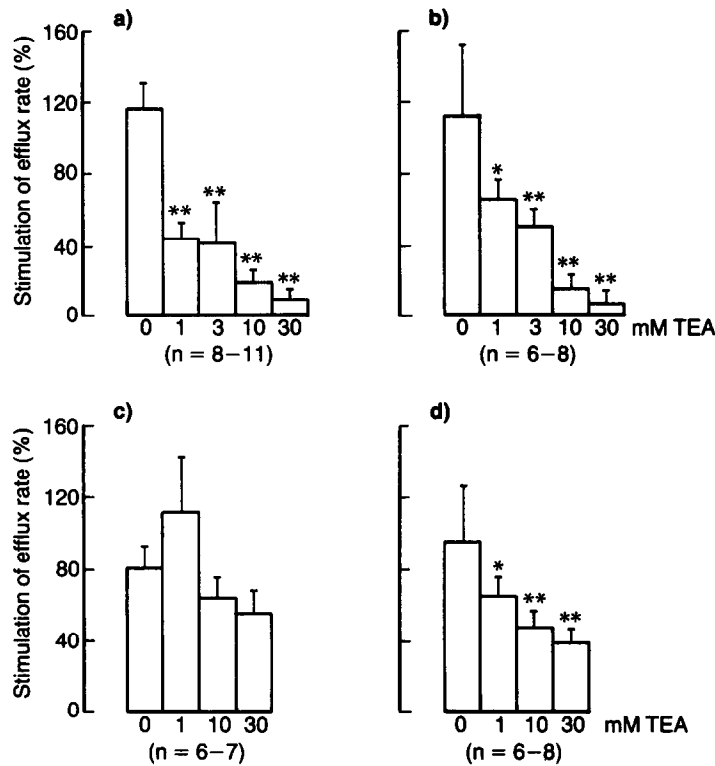 a)
b)
Stimulation of efflux rate (%)
160
120
80
40
0
**
**
**
**
*
**
**
**
0 1 3 10 30
0 1 3 10 30 mM TEA
(n = 8–11)
(n = 6–8)
c)
d)
Stimulation of efflux rate (%)
160
120
80
40
0
*
**
**
0 1 10 30
0 1 10 30 mM TEA
(n = 6–7)
(n = 6–8)